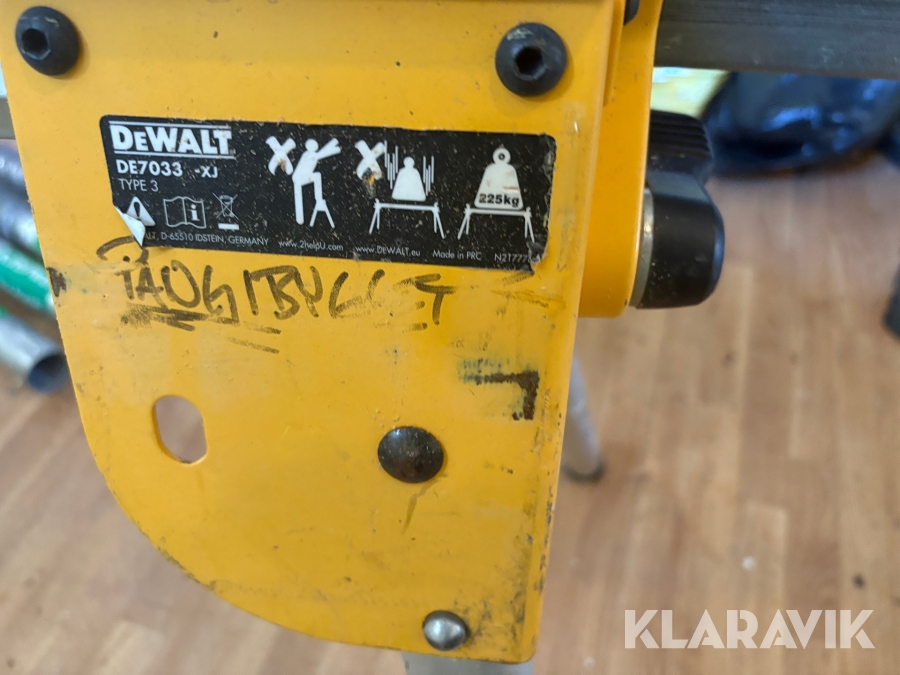 DEWALT
DE7033 -XJ
TYPE 3
225kg
D-65510 IDSTEIN, GERMANY www.2helpU.com www.DEWALT.eu Made in PRC
KLARAVIK